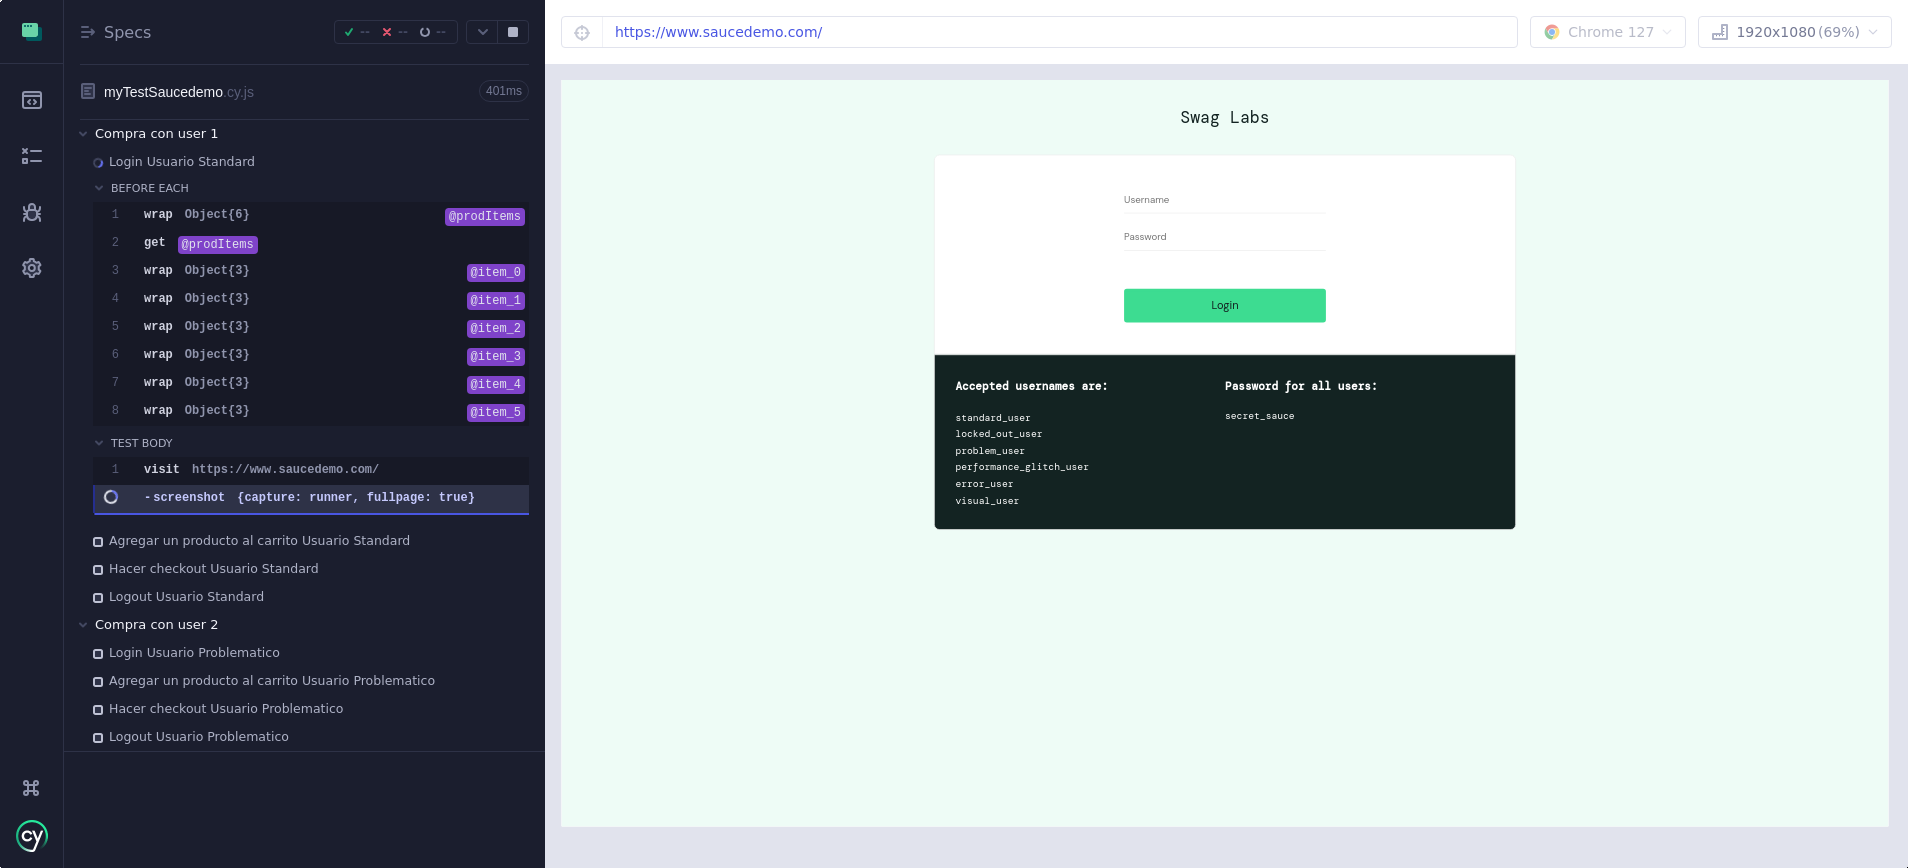 Specs
-- -- --
myTestSaucedemo.cy.js 401ms
Compra con user 1
Login Usuario Standard
BEFORE EACH
1 wrap Object{6} @prodItems
2 get @prodItems
3 wrap Object{3} @item_0
4 wrap Object{3} @item_1
5 wrap Object{3} @item_2
6 wrap Object{3} @item_3
7 wrap Object{3} @item_4
8 wrap Object{3} @item_5
TEST BODY
1 visit https://www.saucedemo.com/
-screenshot {capture: runner, fullpage: true}
Agregar un producto al carrito Usuario Standard
Hacer checkout Usuario Standard
Logout Usuario Standard
Compra con user 2
Login Usuario Problematico
Agregar un producto al carrito Usuario Problematico
Hacer checkout Usuario Problematico
Logout Usuario Problematico
cy
https://www.saucedemo.com/
Chrome 127
1920x1080 (69%)
Swag Labs
Username
Password
Login
Accepted usernames are:
standard_user
locked_out_user
problem_user
performance_glitch_user
error_user
visual_user
Password for all users:
secret_sauce